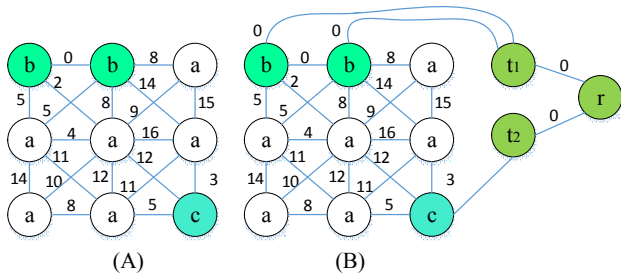 0 0
b 0 b 8 a b 0 b 8 a t1 0
2 14 2 14 r
5 5 8 9 15 5 5 8 9 15 0
a 4 a 16 a a 4 a 16 a t2
11 12 11 12
14 10 12 11 3 14 10 12 11 3
a 8 a 5 c a 8 a 5 c
(A) (B)